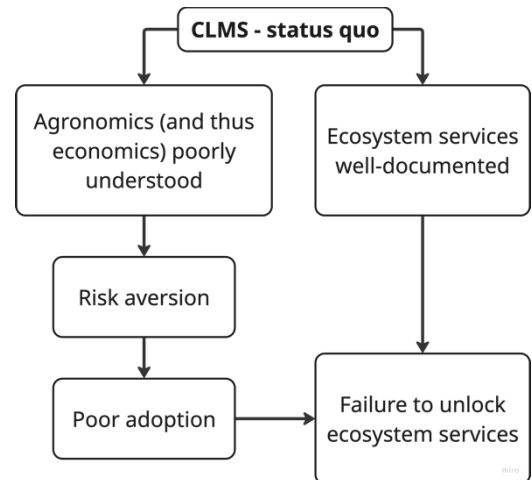 CLMS - status quo
Agronomics (and thus
economics) poorly
understood
Ecosystem services
well-documented
Risk aversion
Poor adoption
Failure to unlock
ecosystem services
miro